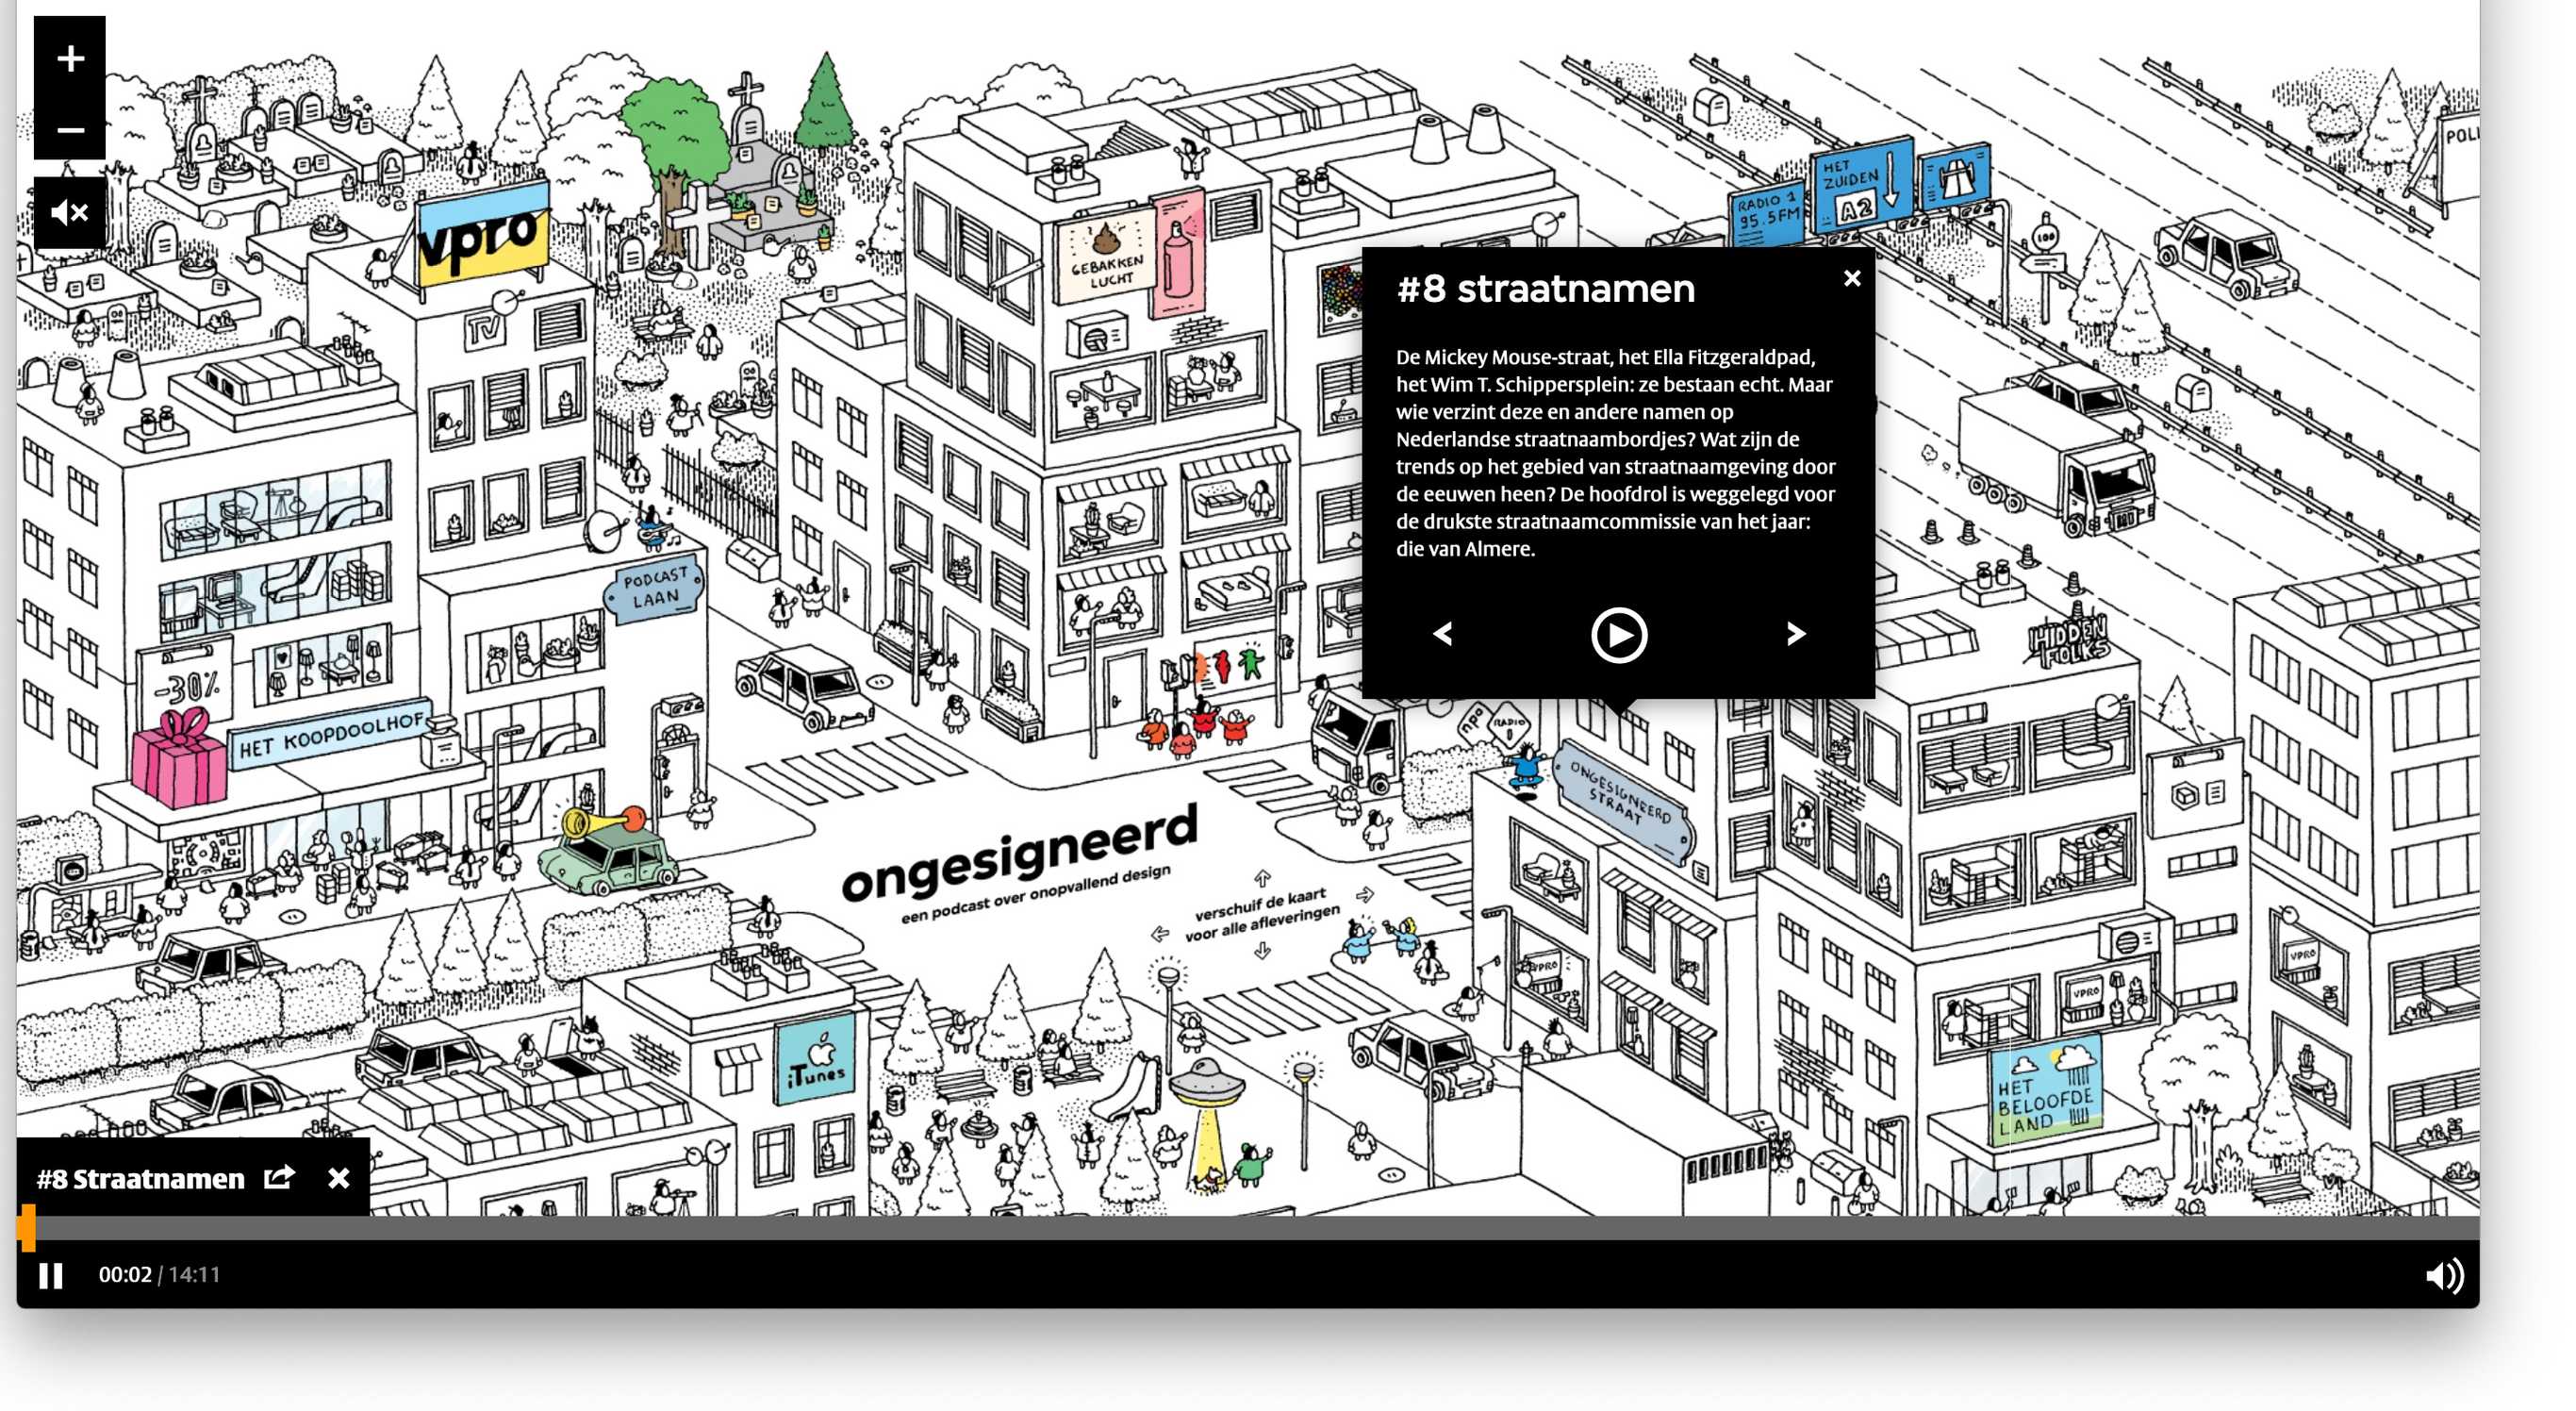 vpro
TV
GEBAKKEN
LUCHT
RADIO 1
95.5FM
HET
ZUIDEN
A2
100
#8 straatnamen
De Mickey Mouse-straat, het Ella Fitzgeraldpad,
het Wim T. Schippersplein: ze bestaan echt. Maar
wie verzint deze en andere namen op
Nederlandse straatnaambordjes? Wat zijn de
trends op het gebied van straatnaamgeving door
de eeuwen heen? De hoofdrol is weggelegd voor
de drukste straatnaamcommissie van het jaar:
die van Almere.
PODCAST
LAAN
-30%
HET KOOPDOOLHOF
HIDDEN
FOLKS
npo
RADIO
1
ONGESIGNEERD
STRAAT
ongesigneerd
een podcast over onopvallend design
verschuif de kaart
voor alle afleveringen
VPRO
VPRO
VPRO
iTunes
HET
BELOOFDE
LAND
#8 Straatnamen
00:02 / 14:11